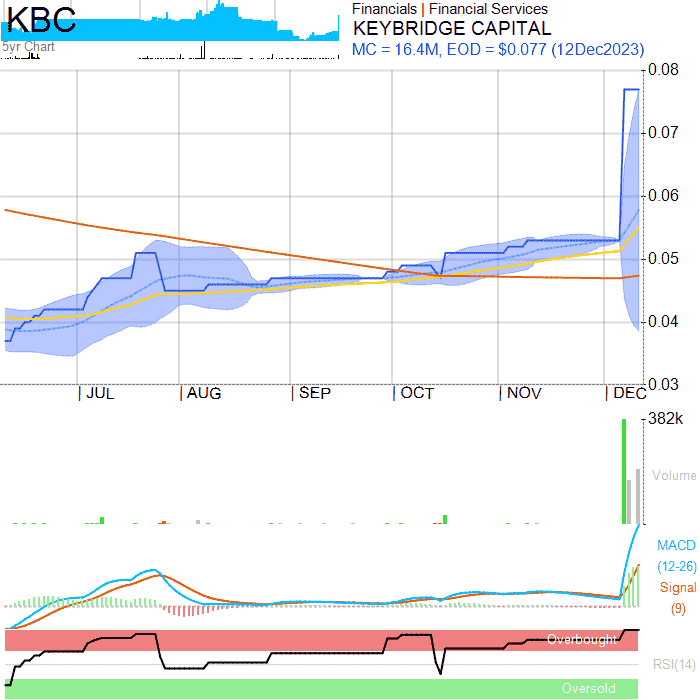 KBC
5yr Chart
Financials | Financial Services
KEYBRIDGE CAPITAL
MC = 16.4M, EOD = $0.077 (12Dec2023)
0.08
0.07
0.06
0.05
0.04
0.03
JUL AUG SEP OCT NOV DEC
382k
Volume
MACD
(12-26)
Signal
(9)
Overbought
RSI(14)
Oversold